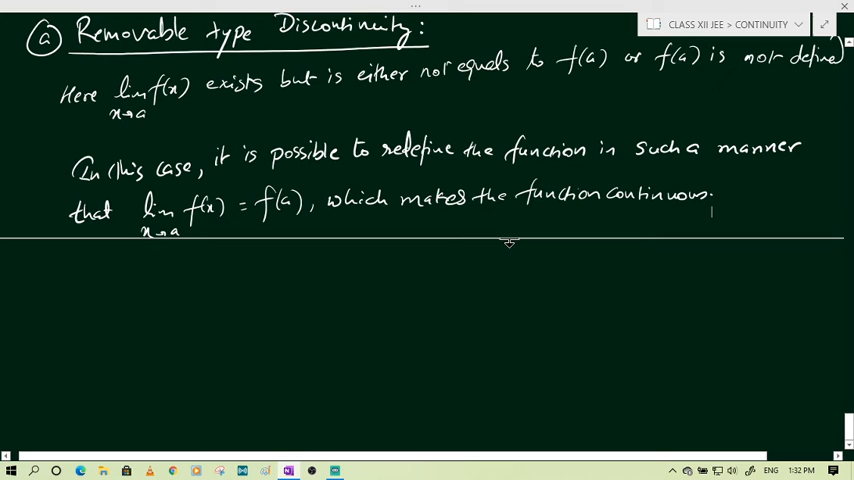 CLASS XII JEE > CONTINUITY
(a) Removable type Discontinuity:
Here lim x→a f(x) exists but is either not equals to f(a) or f(a) is not define)
In this case, it is possible to redefine the function in such a manner
that lim x→a f(x) = f(a), which makes the function continuous.
ENG 1:32 PM